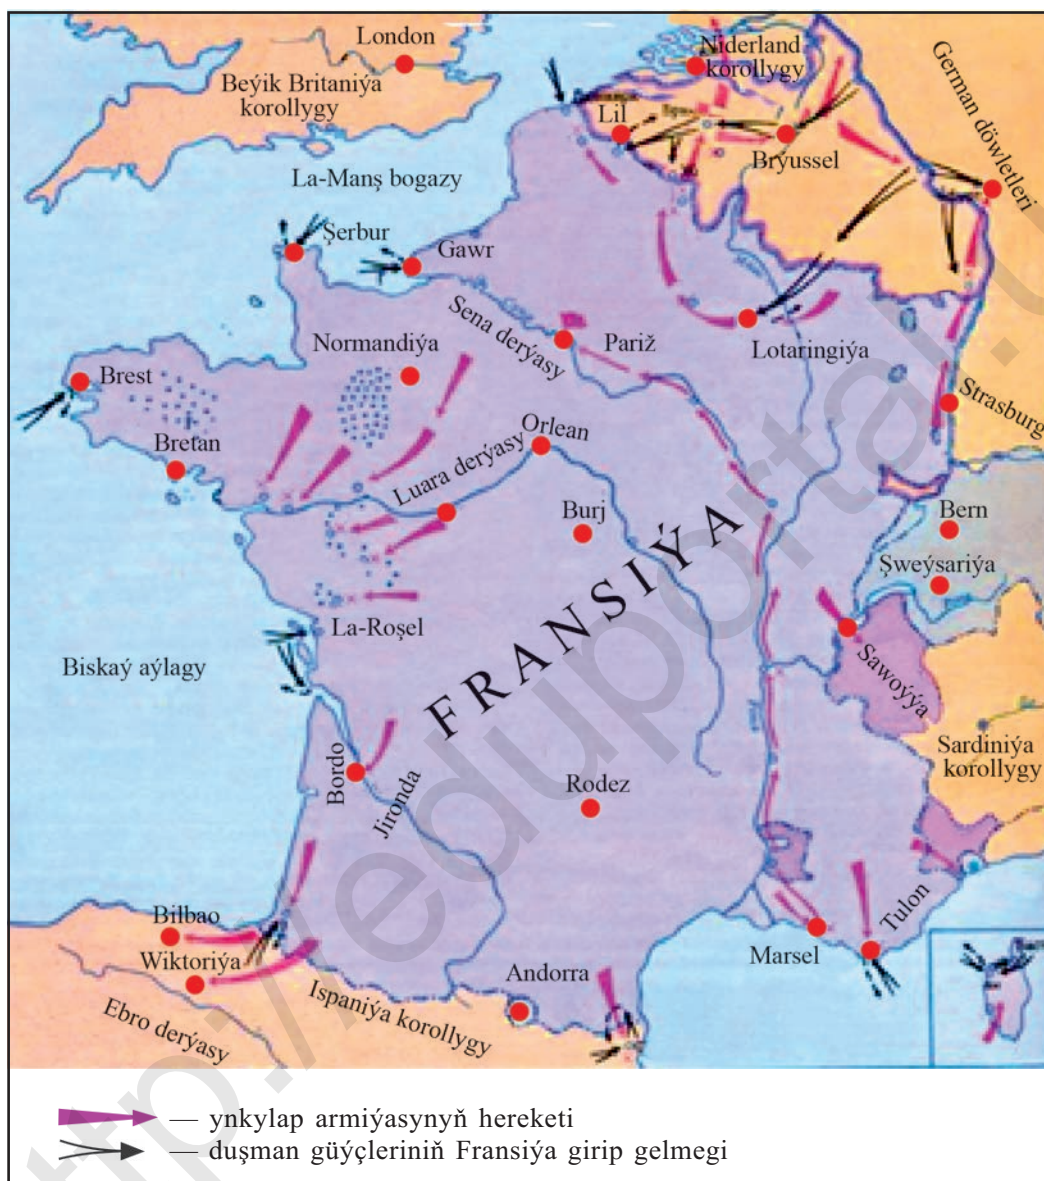 London
Beýik Britaniýa
korollygy
Niderland
korollygy
German döwletleri
Lil
Brýussel
La-Manş bogazy
Şerbur
Gawr
Sena derýasy
Pariž
Lotaringiýa
Normandiýa
Brest
Strasburg
Bretan
Orlean
Luara derýasy
Burj
Bern
Şweýsariýa
FRANSIÝA
La-Roşel
Biskaý aýlagy
Sawoýýa
Sardiniýa
korollygy
Bordo
Jironda
Rodez
Tulon
Marsel
Bilbao
Wiktoriýa
Andorra
Ispaniýa korollygy
Ebro derýasy
— ynkylap armiýasynyň hereketi
— duşman güýçleriniň Fransiýa girip gelmegi